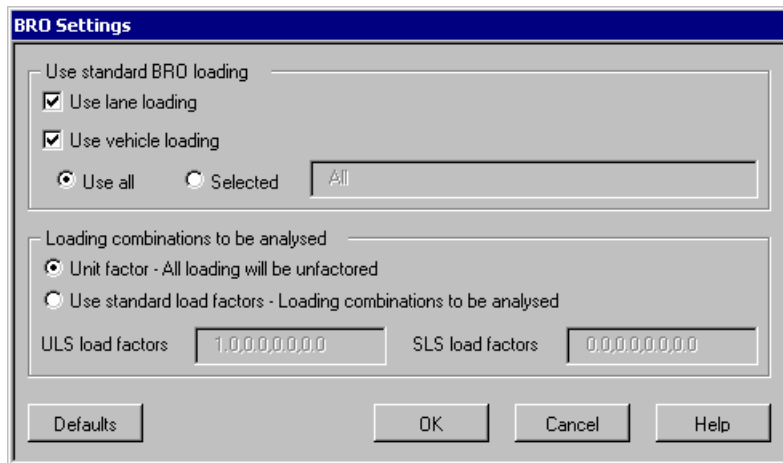 BRO Settings
Use standard BRO loading
Use lane loading
Use vehicle loading
Use all Selected All
Loading combinations to be analysed
Unit factor - All loading will be unfactored
Use standard load factors - Loading combinations to be analysed
ULS load factors 1.0,0.0,0.0,0.0 SLS load factors 0.0,0.0,0.0,0.0
Defaults OK Cancel Help